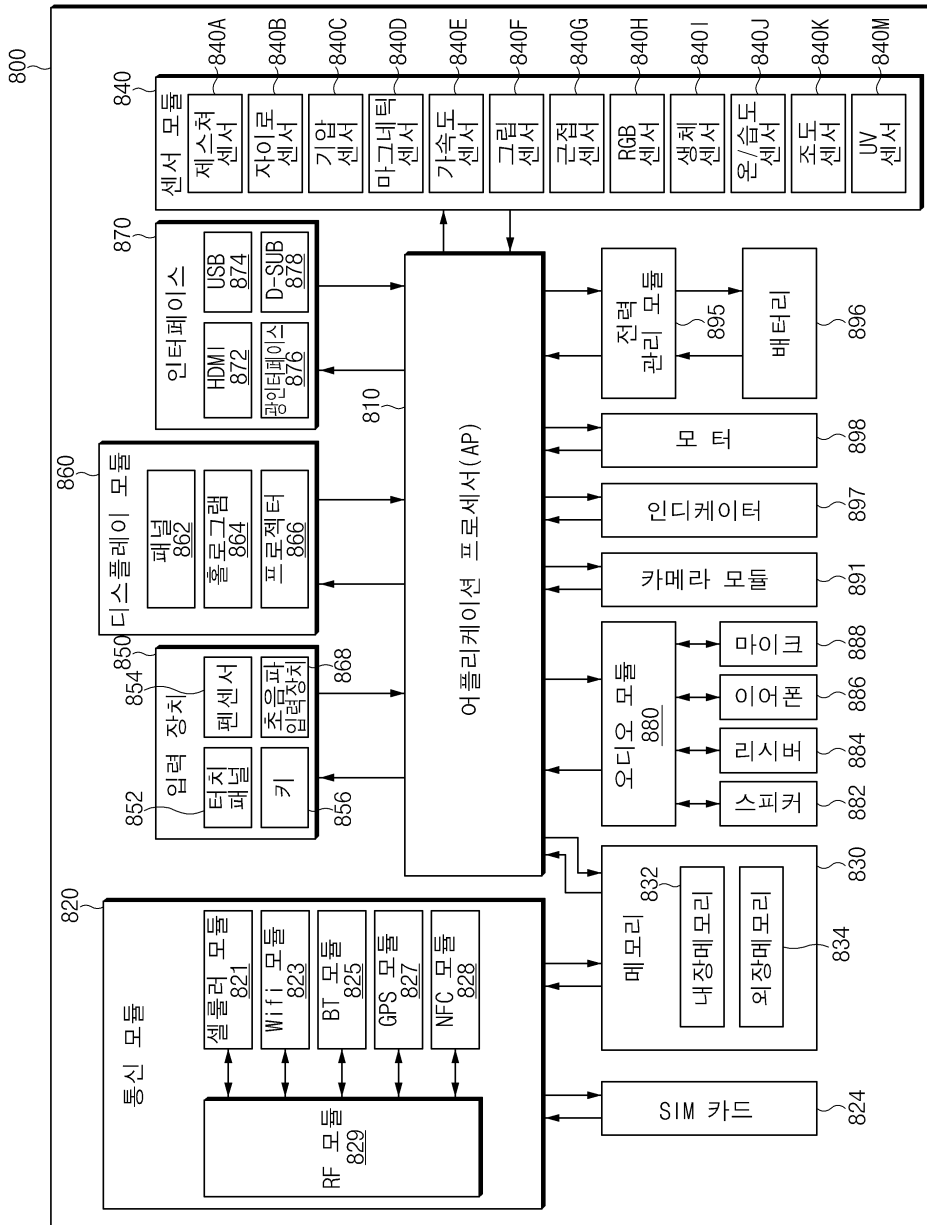 800
820
통신 모듈
RF 모듈
829
셀룰러 모듈
821
Wifi 모듈
823
BT 모듈
825
GPS 모듈
827
NFC 모듈
828
850
입력 장치
852
터치
패널
854
펜센서
856
키
868
초음파
입력장치
860
디스플레이 모듈
패널
862
홀로그램
864
프로젝터
866
870
인터페이스
HDMI
872
USB
874
광인터페이스
876
D-SUB
878
840
센서 모듈
제스쳐
센서
840A
자이로
센서
840B
기압
센서
840C
마그네틱
센서
840D
가속도
센서
840E
그립
센서
840F
근접
센서
840G
RGB
센서
840H
생체
센서
840I
온/습도
센서
840J
조도
센서
840K
UV
센서
840M
810
어플리케이션 프로세서(AP)
SIM 카드
824
메모리
830
832
내장메모리
외장메모리
834
오디오 모듈
880
스피커
882
리시버
884
이어폰
886
마이크
888
카메라 모듈
891
인디케이터
897
모 터
898
전력
관리 모듈
895
배터리
896